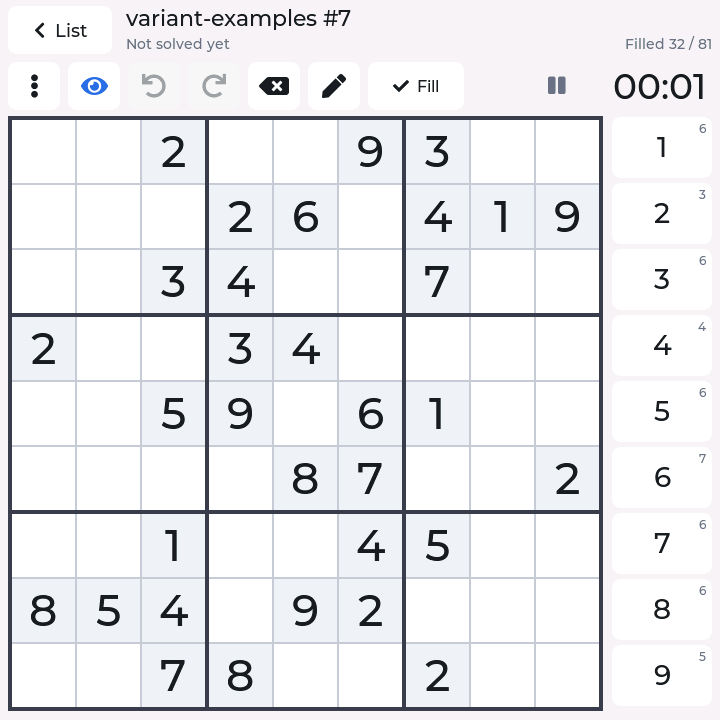 List
variant-examples #7
Not solved yet
Filled 32 / 81
Fill
00:01
2 9 3
2 6 4 1 9
3 4 7
2 3 4
5 9 6 1
8 7 2
1 4 5
8 5 4 9 2
7 8 2
1 6
2 3
3 6
4 4
5 6
6 7
7 6
8 6
9 5